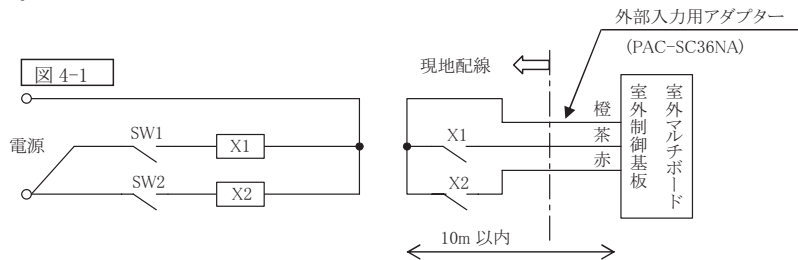 外部入力用アダプター
(PAC-SC36NA)
図 4-1
現地配線
電源
SW1
X1
SW2
X2
X1
X2
橙
茶
赤
室外マルチボード
室外制御基板
10m 以内